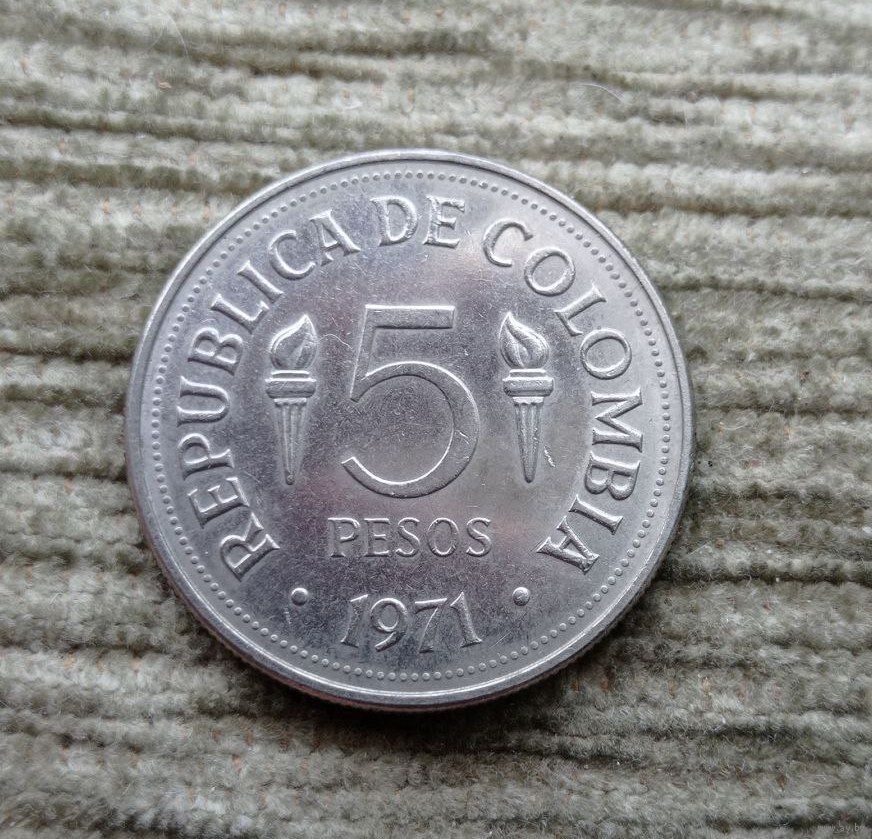 REPUBLICA DE COLOMBIA
5
PESOS
1971